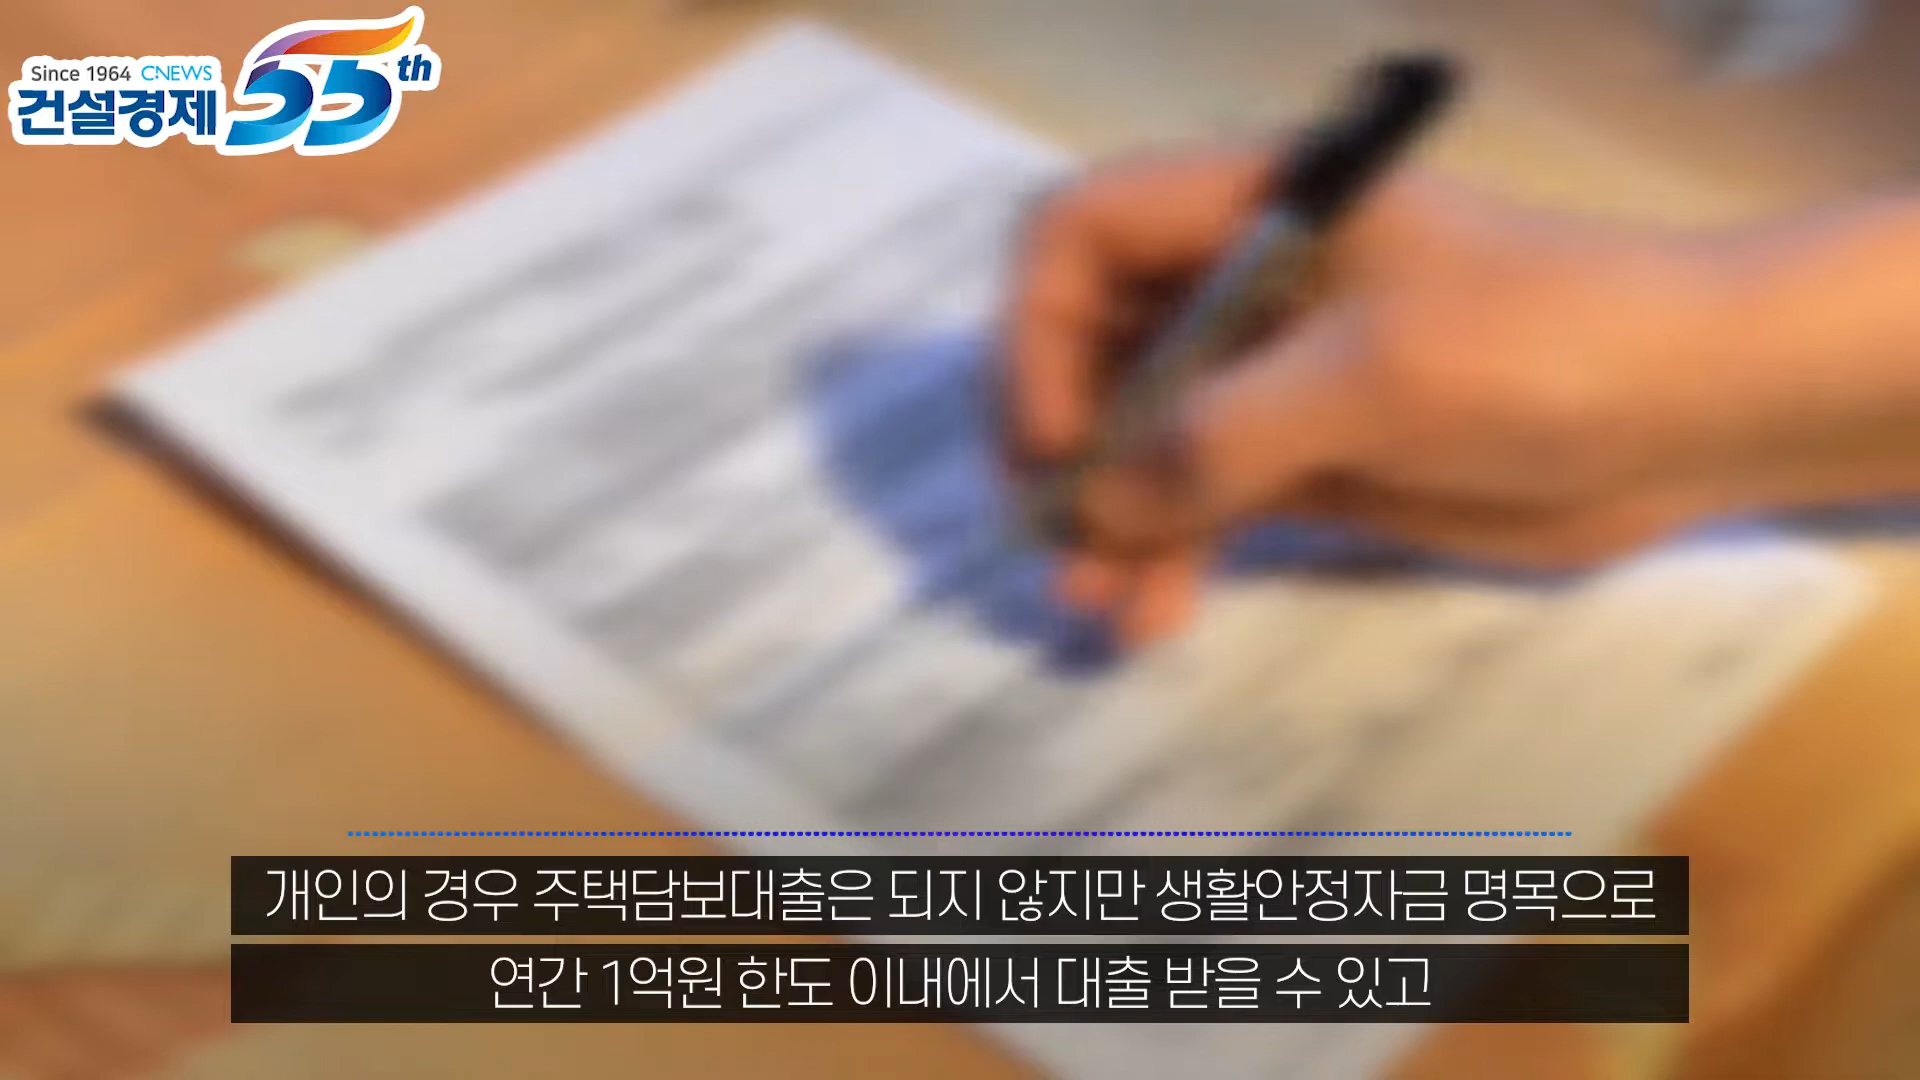 Since 1964 CNEWS
건설경제 55th
개인의 경우 주택담보대출은 되지 않지만 생활안정자금 명목으로
연간 1억원 한도 이내에서 대출 받을 수 있고